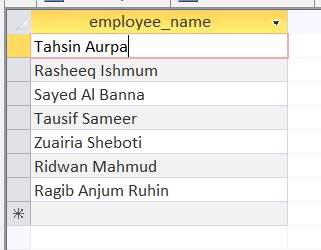 employee_name
Tahsin Aurpa
Rasheeq Ishmum
Sayed Al Banna
Tausif Sameer
Zuairia Sheboti
Ridwan Mahmud
Ragib Anjum Ruhin